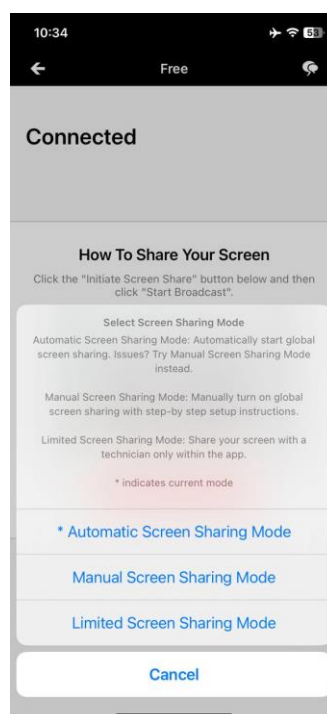 10:34
53
Free
Connected
How To Share Your Screen
Click the "Initiate Screen Share" button below and then
click "Start Broadcast".
Select Screen Sharing Mode
Automatic Screen Sharing Mode: Automatically start global
screen sharing. Issues? Try Manual Screen Sharing Mode
instead.
Manual Screen Sharing Mode: Manually turn on global
screen sharing with step-by step setup instructions.
Limited Screen Sharing Mode: Share your screen with a
technician only within the app.
* indicates current mode
* Automatic Screen Sharing Mode
Manual Screen Sharing Mode
Limited Screen Sharing Mode
Cancel